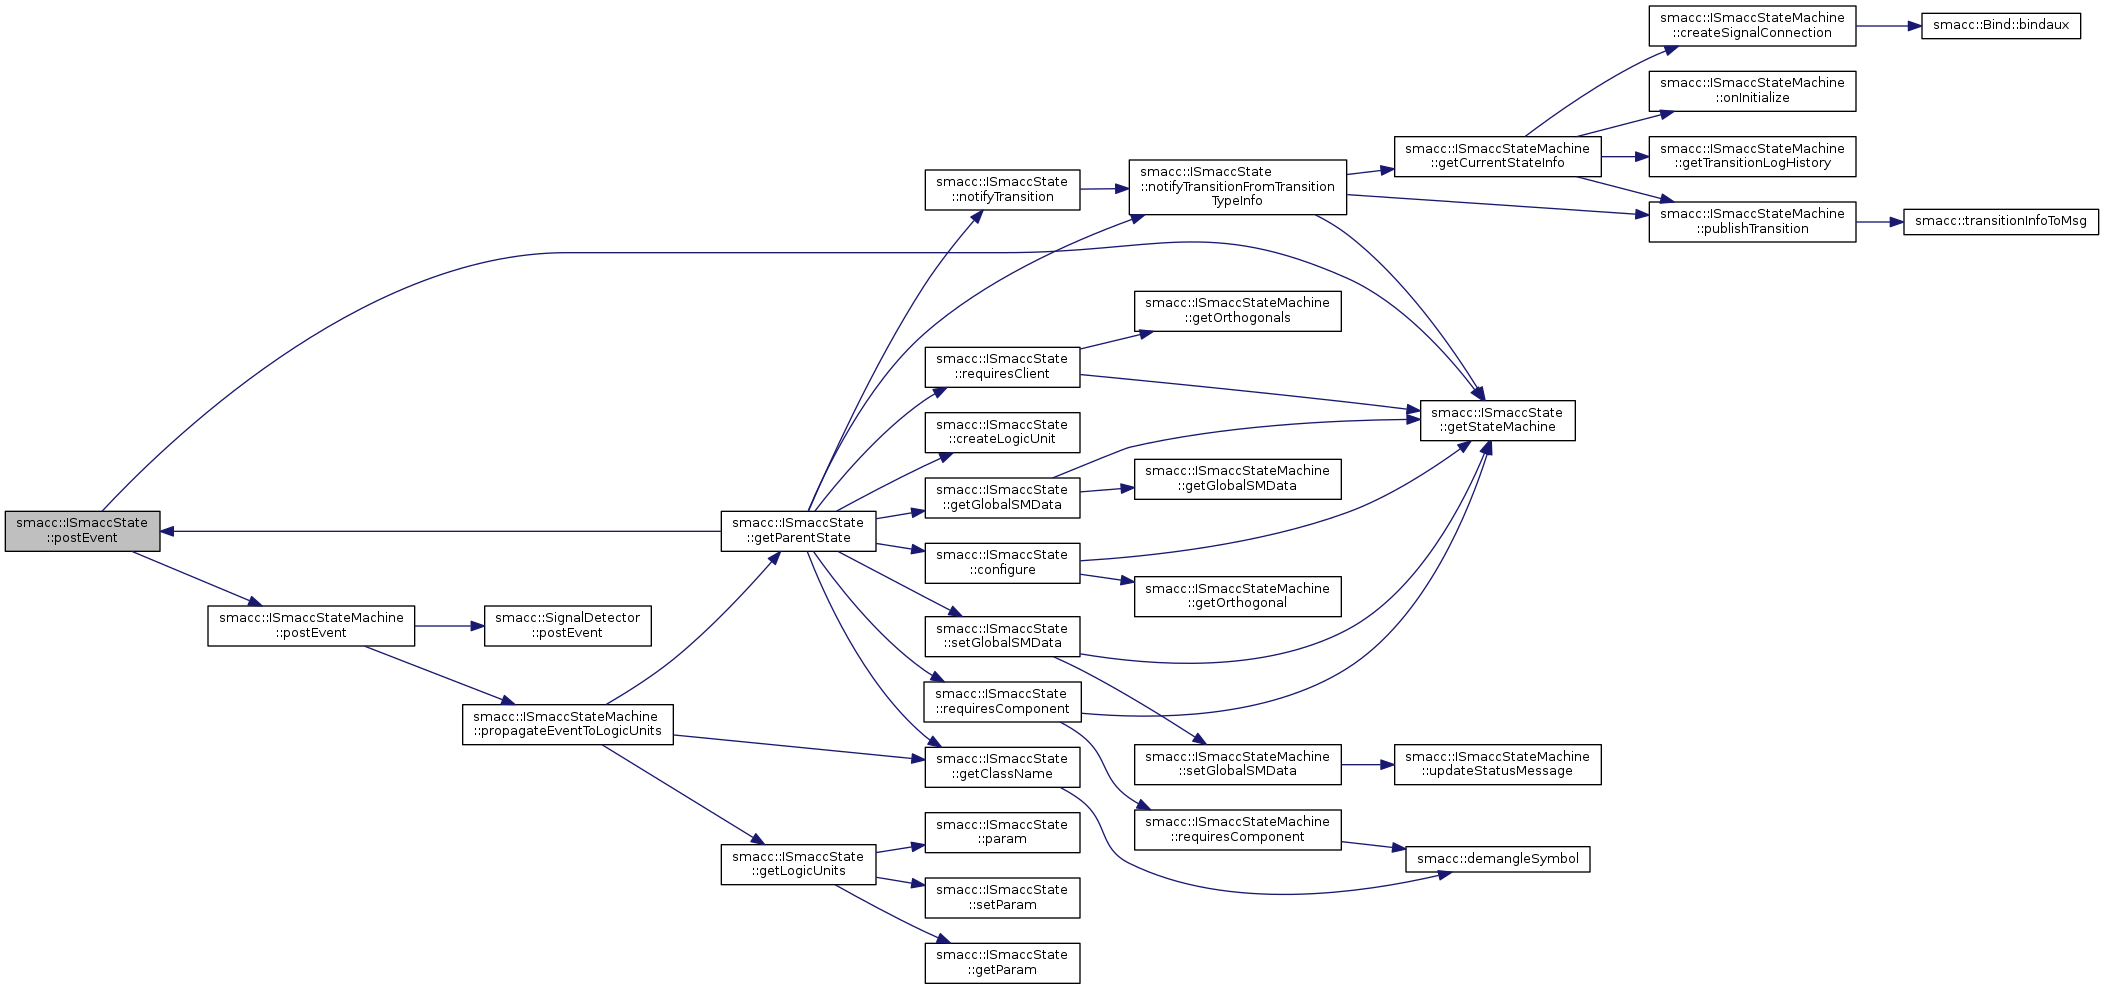 smacc::ISmaccState
::postEvent
smacc::ISmaccStateMachine
::postEvent
smacc::SignalDetector
::postEvent
smacc::ISmaccStateMachine
::propagateEventToLogicUnits
smacc::ISmaccState
::getParentState
smacc::ISmaccState
::getLogicUnits
smacc::ISmaccState
::notifyTransition
smacc::ISmaccState
::requiresClient
smacc::ISmaccState
::createLogicUnit
smacc::ISmaccState
::getGlobalSMData
smacc::ISmaccState
::configure
smacc::ISmaccState
::setGlobalSMData
smacc::ISmaccState
::requiresComponent
smacc::ISmaccState
::getClassName
smacc::ISmaccState
::param
smacc::ISmaccState
::setParam
smacc::ISmaccState
::getParam
smacc::ISmaccState
::notifyTransitionFromTransition
TypeInfo
smacc::ISmaccStateMachine
::getOrthogonals
smacc::ISmaccStateMachine
::getGlobalSMData
smacc::ISmaccStateMachine
::getOrthogonal
smacc::ISmaccStateMachine
::setGlobalSMData
smacc::ISmaccStateMachine
::requiresComponent
smacc::ISmaccStateMachine
::getCurrentStateInfo
smacc::ISmaccState
::getStateMachine
smacc::ISmaccStateMachine
::updateStatusMessage
smacc::demangleSymbol
smacc::ISmaccStateMachine
::createSignalConnection
smacc::ISmaccStateMachine
::onInitialize
smacc::ISmaccStateMachine
::getTransitionLogHistory
smacc::ISmaccStateMachine
::publishTransition
smacc::Bind::bindaux
smacc::transitionInfoToMsg